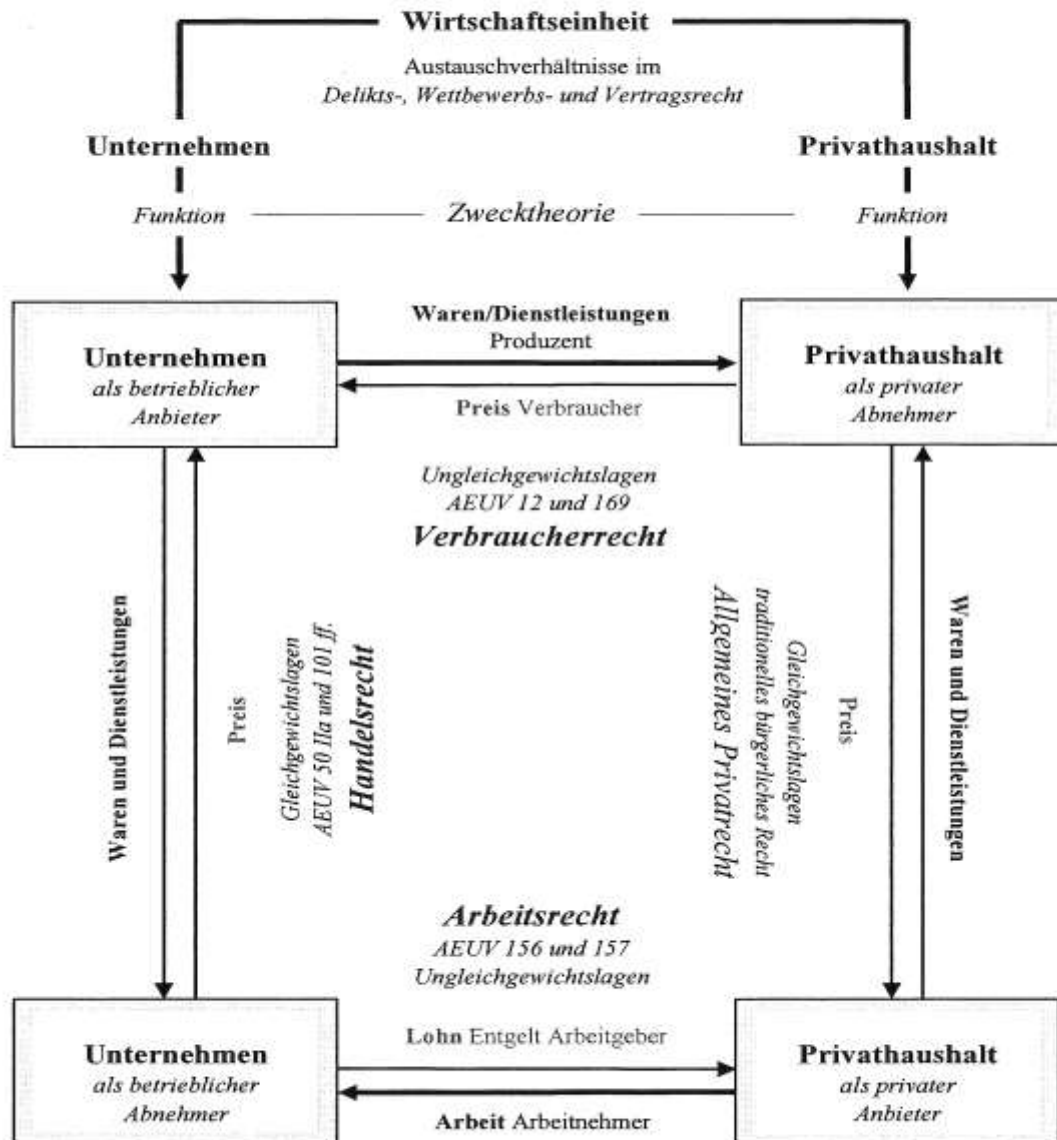 Wirtschaftseinheit
Austauschverhältnisse im
Delikts-, Wettbewerbs- und Vertragsrecht
Unternehmen
Privathaushalt
Funktion
Zwecktheorie
Funktion
Unternehmen
als betrieblicher
Anbieter
Waren/Dienstleistungen
Produzent
Preis Verbraucher
Privathaushalt
als privater
Abnehmer
Ungleichgewichtslagen
AEUV 12 und 169
Verbraucherrecht
Waren und Dienstleistungen
Preis
Gleichgewichtslagen
AEUV 50 IIa und 101 ff.
Handelsrecht
Gleichgewichtslagen
traditionelles bürgerliches Recht
Allgemeines Privatrecht
Preis
Waren und Dienstleistungen
Arbeitsrecht
AEUV 156 und 157
Ungleichgewichtslagen
Unternehmen
als betrieblicher
Abnehmer
Lohn Entgelt Arbeitgeber
Arbeit Arbeitnehmer
Privathaushalt
als privater
Anbieter